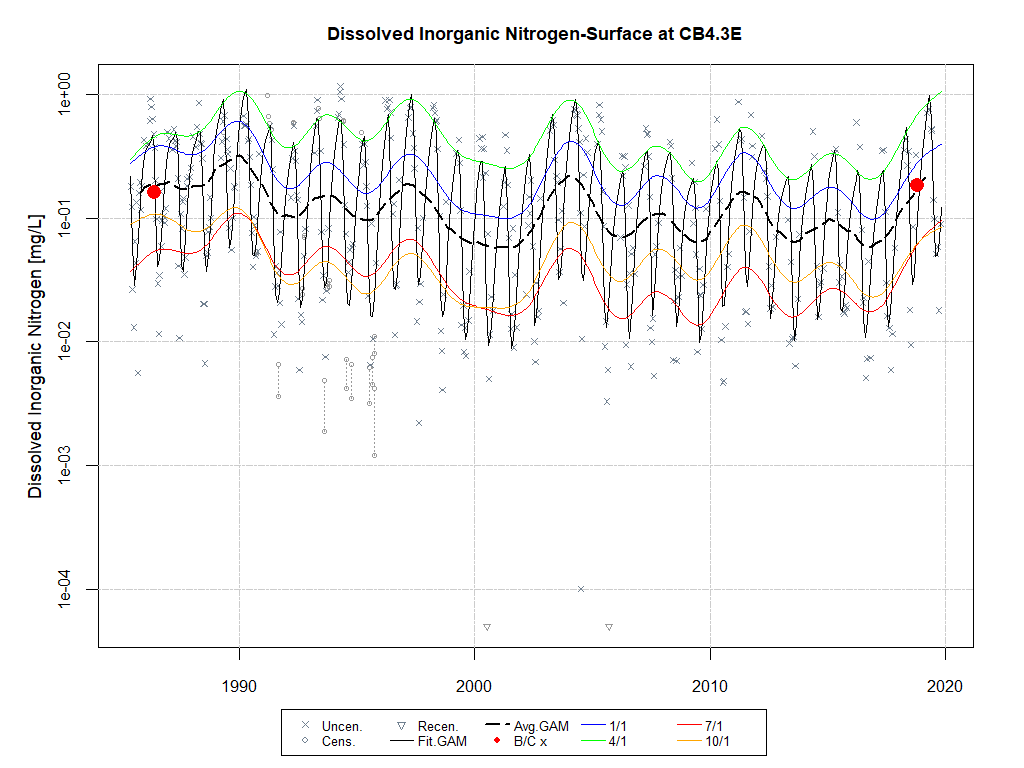 Dissolved Inorganic Nitrogen-Surface at CB4.3E
Dissolved Inorganic Nitrogen [mg/L]
1e+00
1e-01
1e-02
1e-03
1e-04
1990 2000 2010 2020
Uncen. Recen. Avg.GAM 1/1 7/1
Cens. Fit.GAM B/C x 4/1 10/1